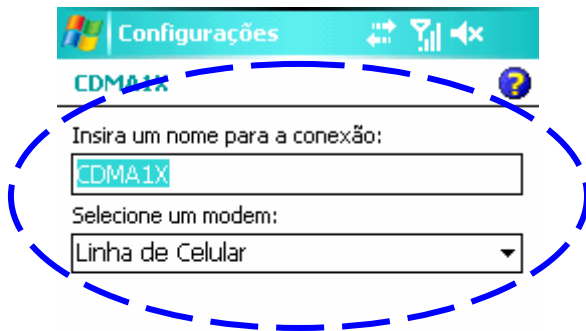 Configurações
CDMA1X
Insira um nome para a conexão:
CDMA1X
Selecione um modem:
Linha de Celular